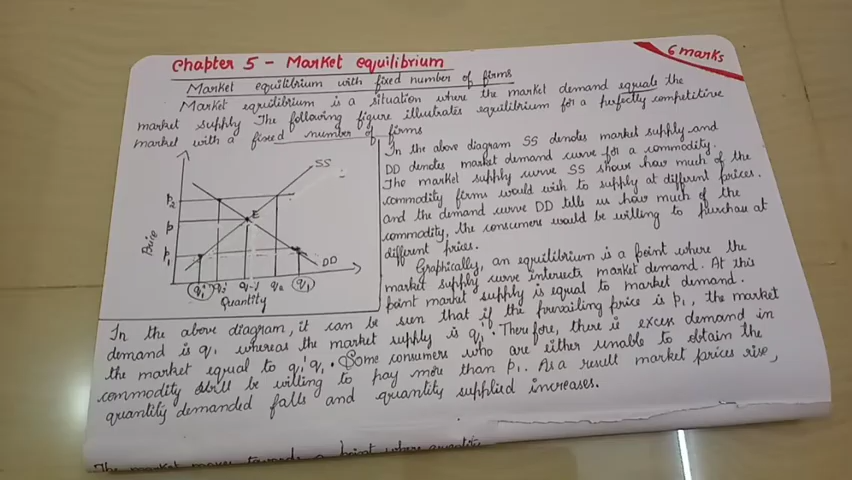 Chapter 5 - Market equilibrium
6 marks
Market equilibrium with fixed number of firms
Market equilibrium is a situation where the market demand equals the
market supply The following figure illustrates equilibrium for a perfectly competitive
market with a fixed number of firms
SS
P2
E
P
P1
Price
DD
Quantity
In the above diagram SS denotes market supply and
DD denotes market demand curve for a commodity.
The market supply curve SS shows how much of the
commodity firms would wish to supply at different prices.
and the demand curve DD tells us how much of the
commodity, the consumers would be willing to purchase at
different prices.
Graphically, an equilibrium is a point where the
market supply curve intersects market demand. At this
point market supply is equal to market demand.
In the above diagram, it can be seen that if the prevailing price is P1, the market
demand is q1 whereas the market supply is q1'. Therefore, there is excess demand in
the market equal to q1' q1. Some consumers who are either unable to obtain the
commodity will be willing to pay more than P1. As a result market prices rise,
quantity demanded falls and quantity supplied increases.
The market moves towards a point where quantity